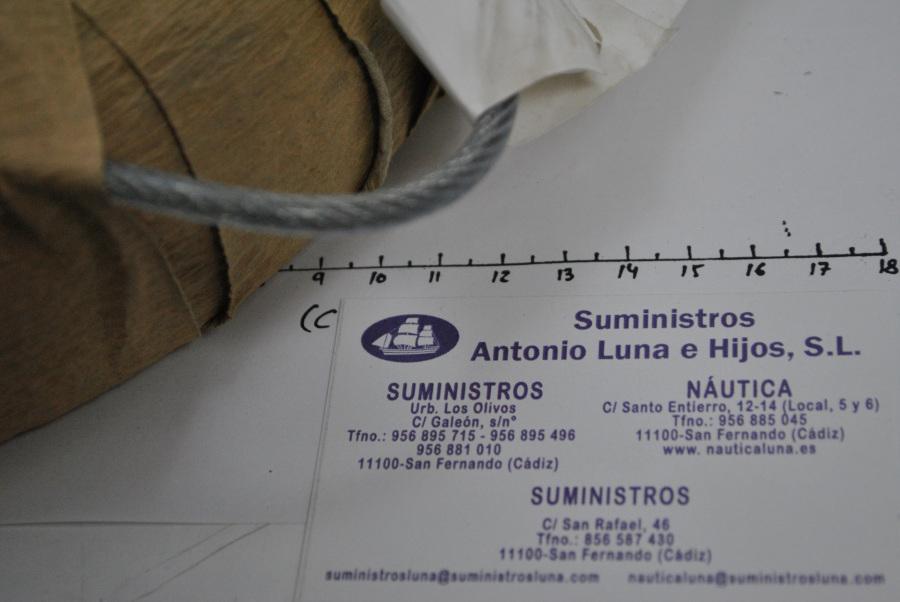 9 10 11 12 13 14 15 16 17 18
CC
Suministros
Antonio Luna e Hijos, S.L.
SUMINISTROS
Urb. Los Olivos
C/ Galeón, s/nº
Tfno.: 956 895 715 - 956 895 496
956 881 010
11100-San Fernando (Cádiz)
NÁUTICA
C/ Santo Entierro, 12-14 (Local, 5 y 6)
Tfno.: 956 885 045
11100-San Fernando (Cádiz)
www. nauticaluna.es
SUMINISTROS
C/ San Rafael, 46
Tfno.: 856 587 430
11100-San Fernando (Cádiz)
suministrosluna@suministrosluna.com nauticaluna@suministrosluna.com